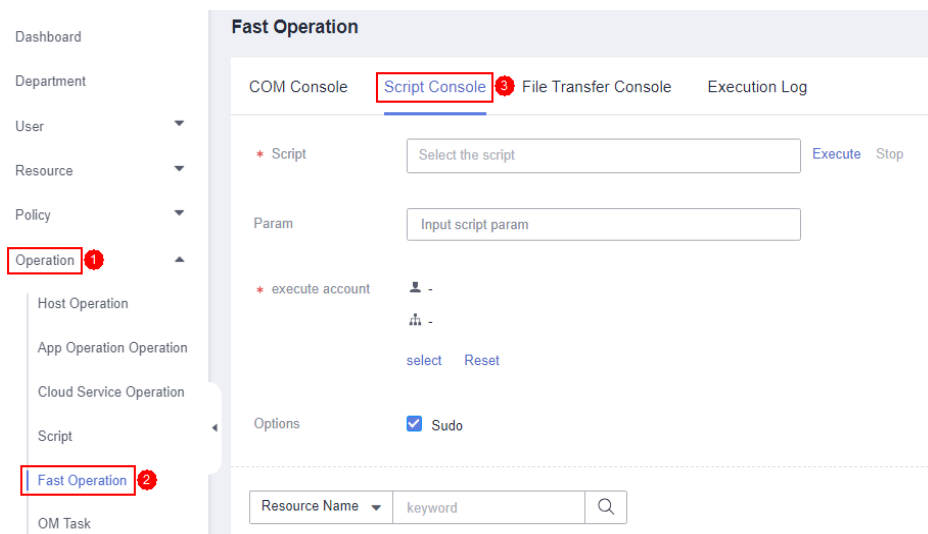 Dashboard
Department
User
Resource
Policy
Operation 1
Host Operation
App Operation Operation
Cloud Service Operation
Script
Fast Operation 2
OM Task
Fast Operation
COM Console Script Console 3 File Transfer Console Execution Log
* Script Select the script Execute Stop
Param Input script param
* execute account -
-
select Reset
Options Sudo
Resource Name keyword